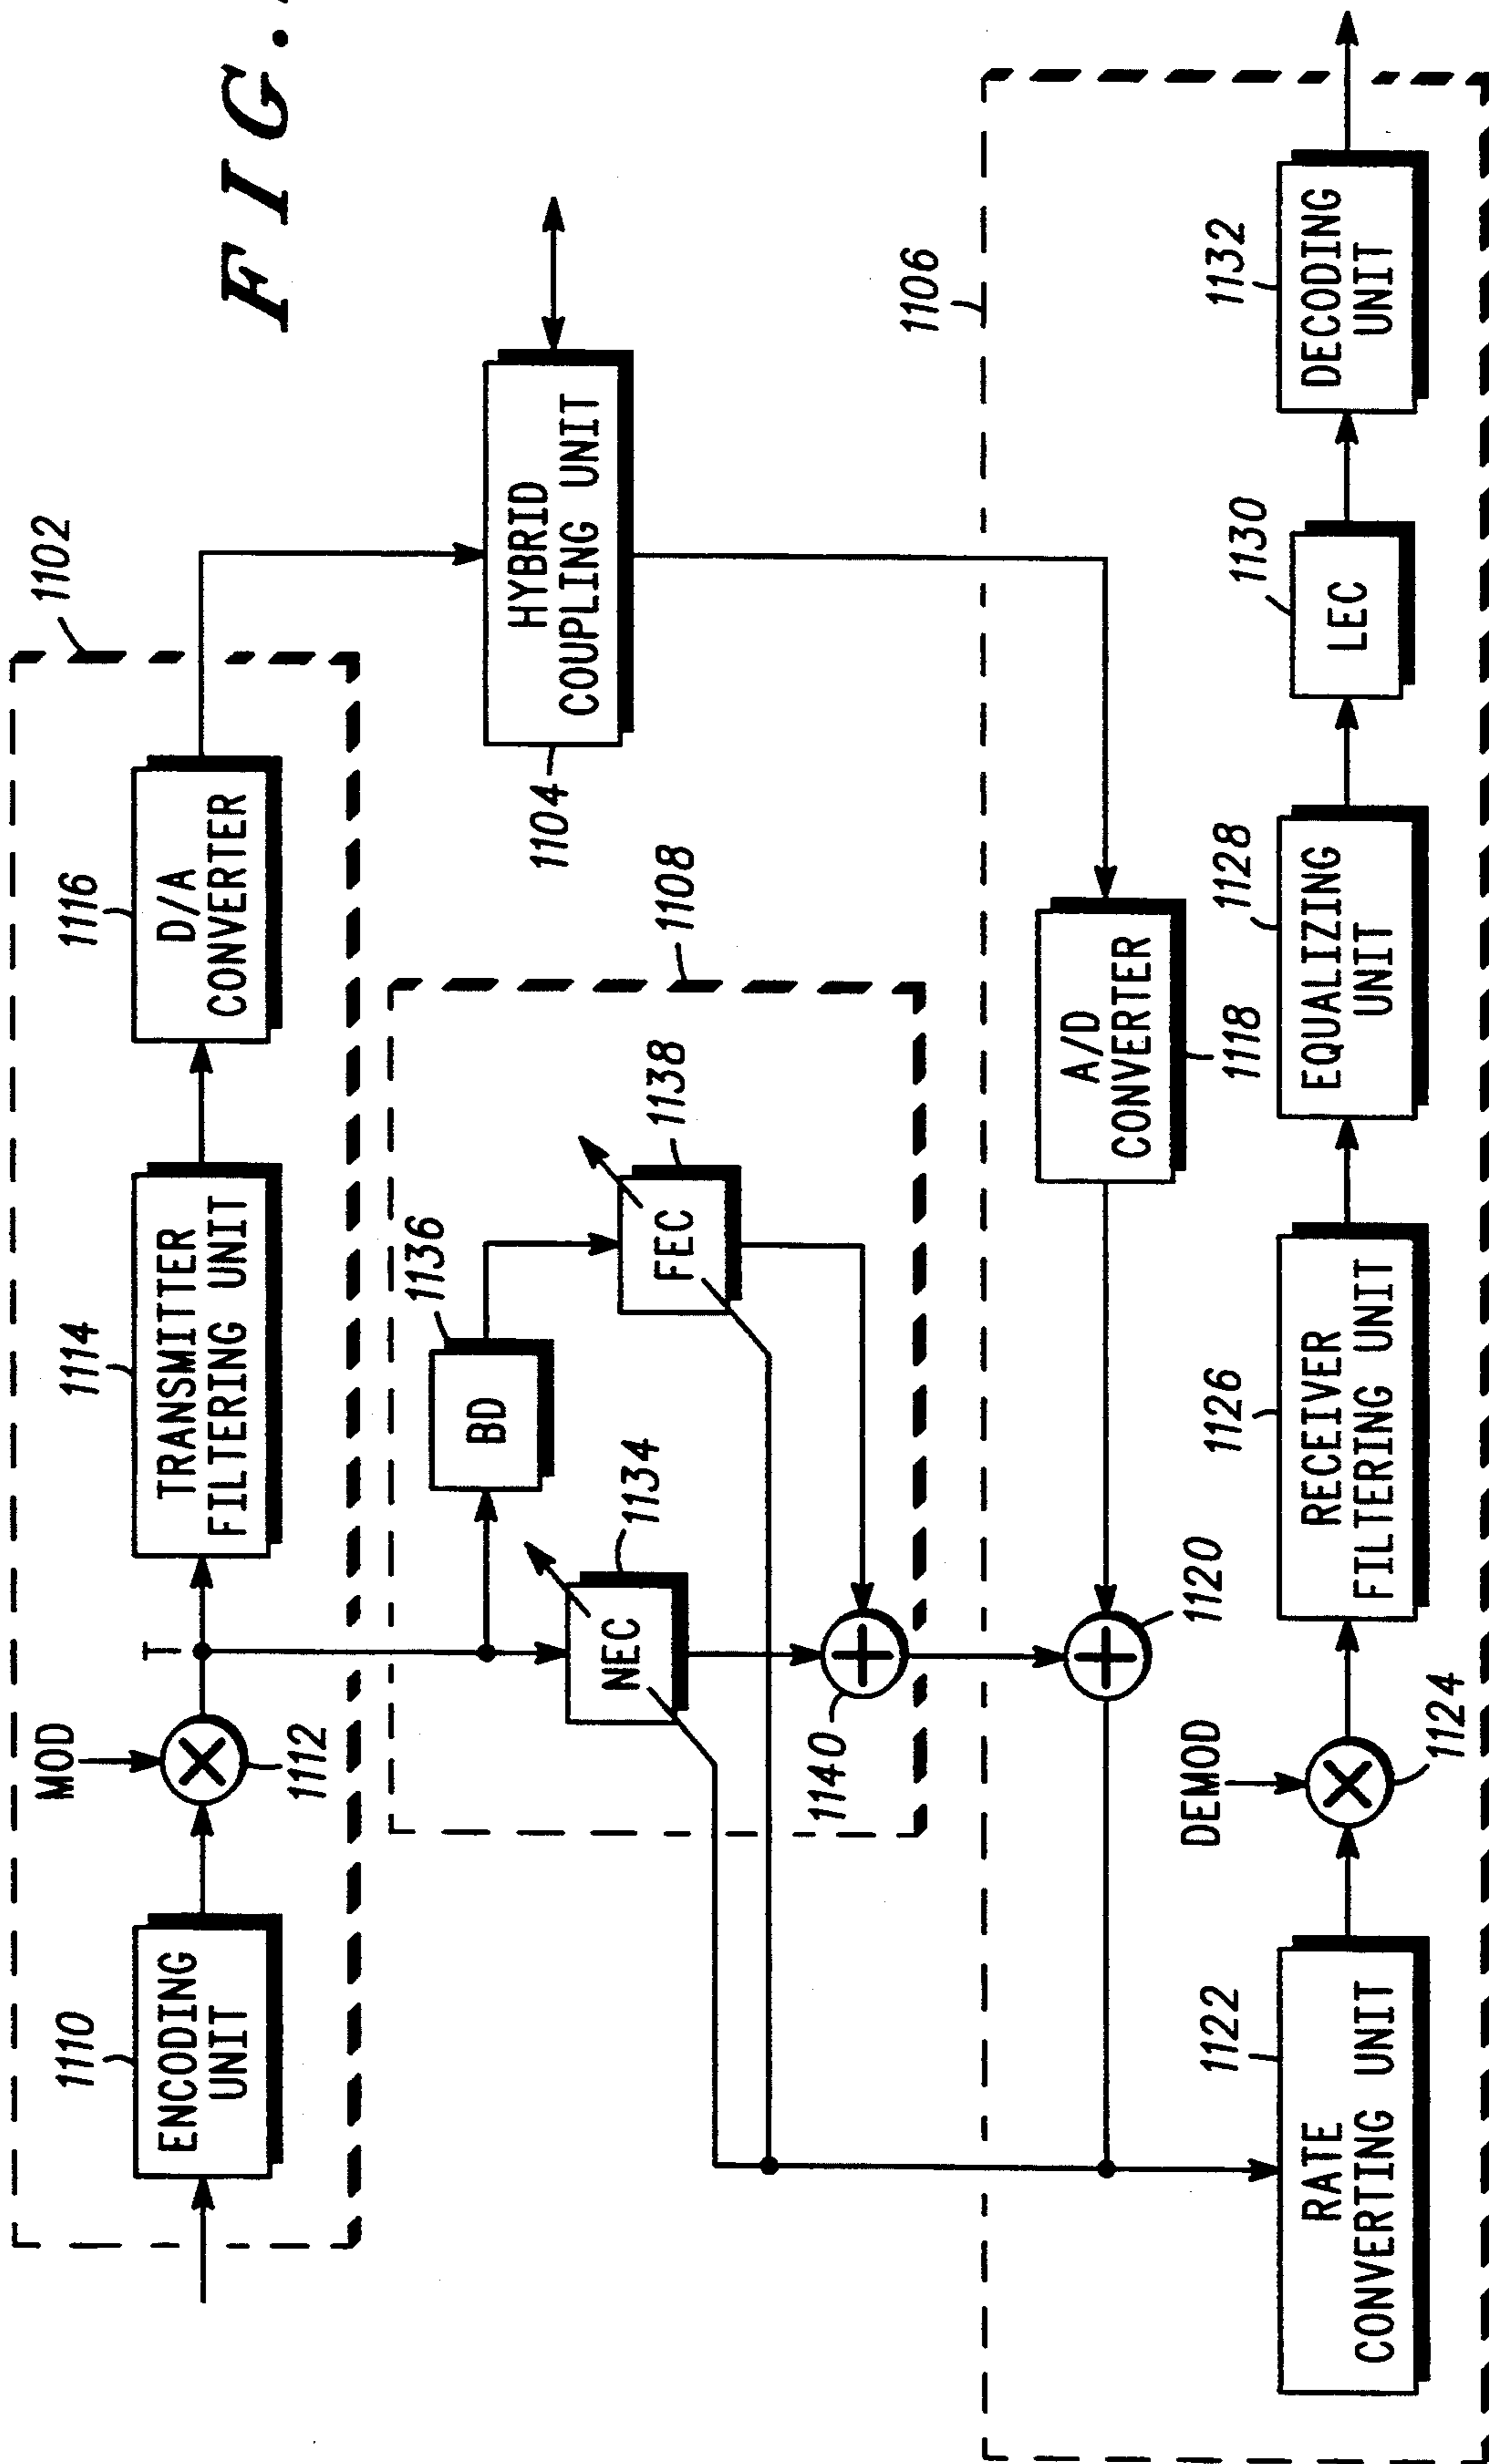 FIG.
1102
1110
ENCODING
UNIT
MOD
1112
T
1114
TRANSMITTER
FILTERING UNIT
1116
D/A
CONVERTER
1108
1136
BD
1134
NEC
1138
FEC
1140
HYBRID
COUPLING UNIT
1104
1106
A/D
CONVERTER
1118
1120
1122
RATE
CONVERTING UNIT
DEMOD
1124
1126
RECEIVER
FILTERING UNIT
1128
EQUALIZING
UNIT
1130
LEC
1132
DECODING
UNIT